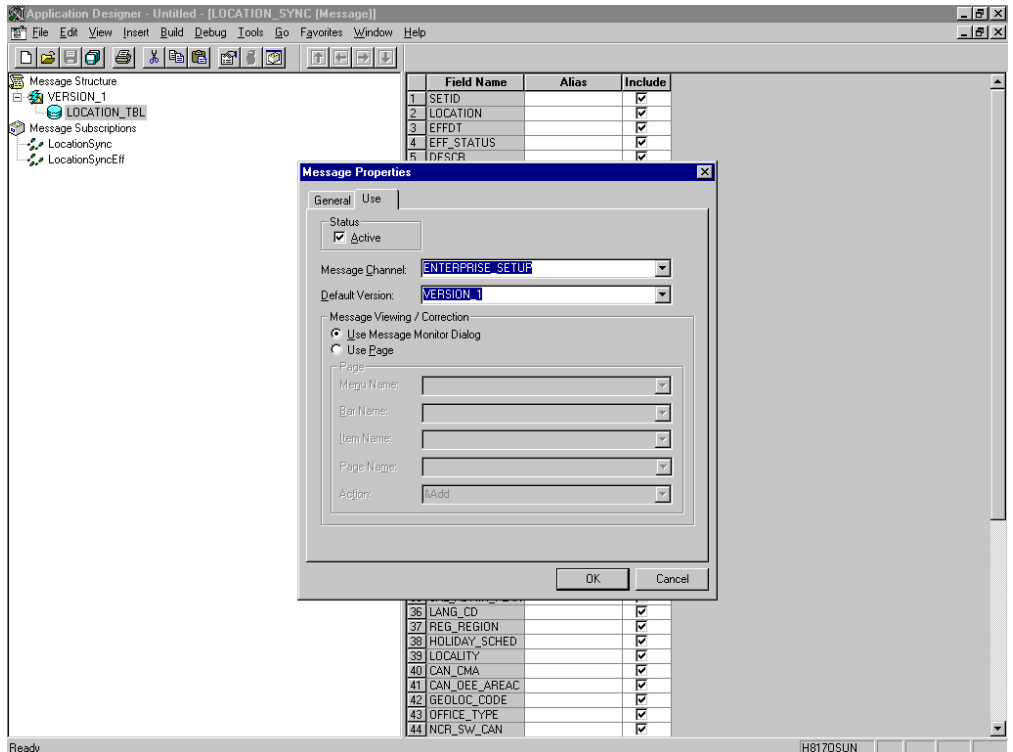 Application Designer - Untitled - [LOCATION_SYNC (Message)]
File Edit View Insert Build Debug Tools Go Favorites Window Help
Message Structure
VERSION_1
LOCATION_TBL
Message Subscriptions
LocationSync
LocationSyncEff
Field Name Alias Include
1 SETID
2 LOCATION
3 EFFDT
4 EFF_STATUS
5 DESCR
Message Properties
General Use
Status
Active
Message Channel: ENTERPRISE_SETUP
Default Version: VERSION_1
Message Viewing / Correction
Use Message Monitor Dialog
Use Page
Page
Menu Name:
Bar Name:
Item Name:
Page Name:
Action: &Add
OK Cancel
36 LANG_CD
37 REG_REGION
38 HOLIDAY_SCHED
39 LOCALITY
40 CAN_CMA
41 CAN_OEE_AREAC
42 GEOLOC_CODE
43 OFFICE_TYPE
44 NCR_SW_CAN
Ready H8170SUN